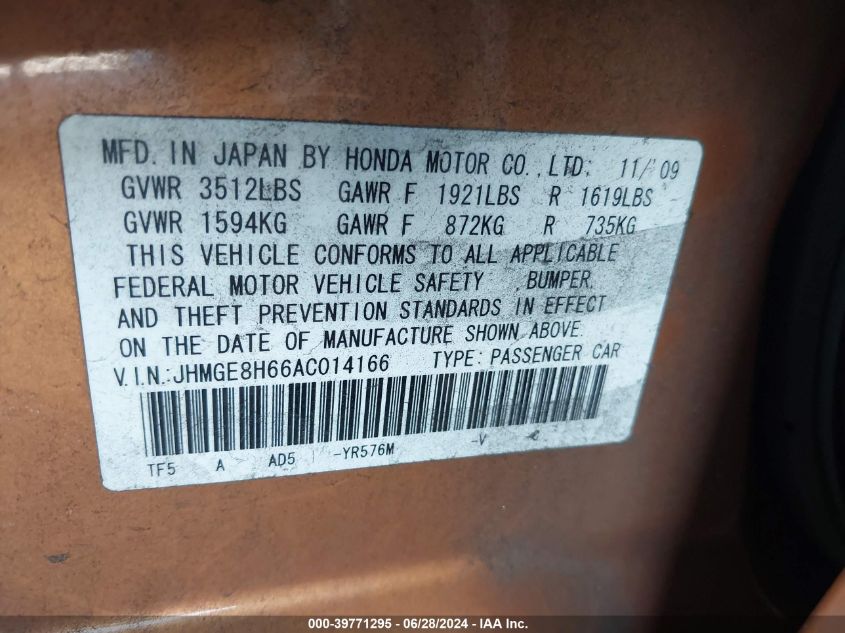 MFD. IN JAPAN BY HONDA MOTOR CO., LTD. 11/'09
GVWR 3512LBS GAWR F 1921LBS R 1619LBS
GVWR 1594KG GAWR F 872KG R 735KG
THIS VEHICLE CONFORMS TO ALL APPLICABLE
FEDERAL MOTOR VEHICLE SAFETY, BUMPER,
AND THEFT PREVENTION STANDARDS IN EFFECT
ON THE DATE OF MANUFACTURE SHOWN ABOVE.
V.I.N.:JHMGE8H66AC014166 TYPE: PASSENGER CAR
TF5 A AD5 -YR576M -V
000-39771295 - 06/28/2024 - IAA Inc.